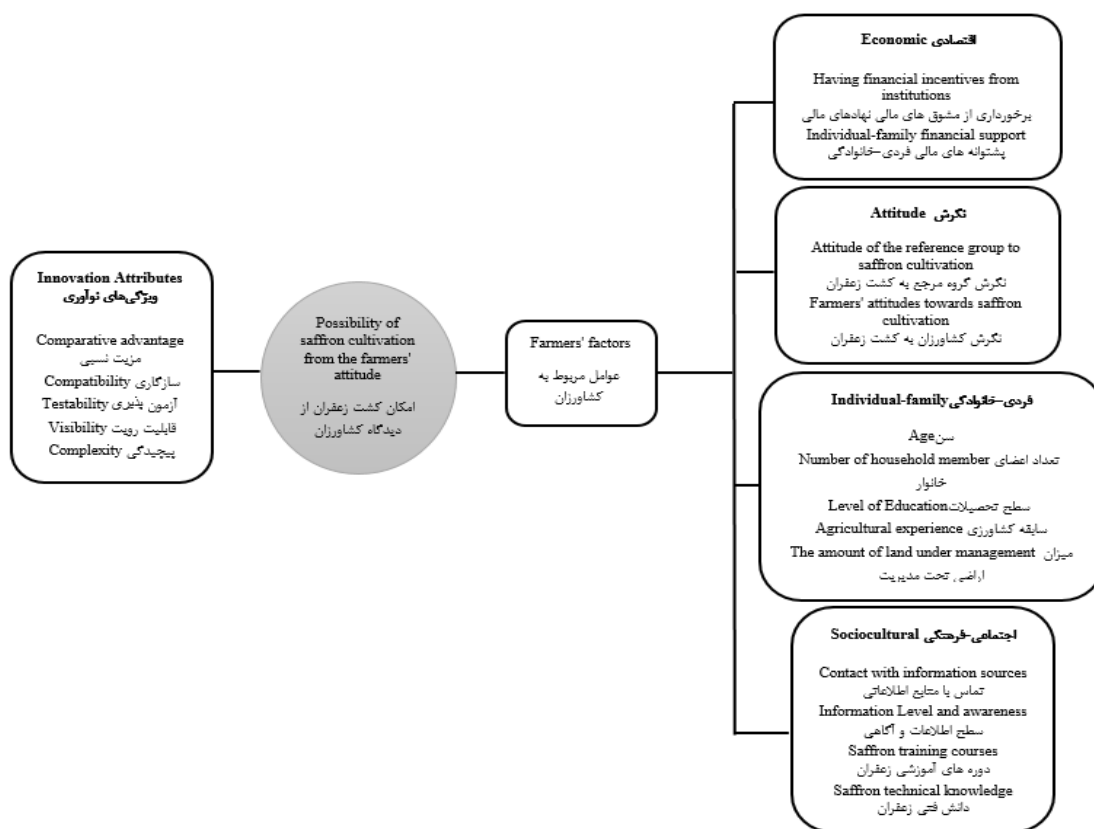 Innovation Attributes
ویژگی‌های نوآوری
Comparative advantage
مزیت نسبی
سازگاری Compatibility
آزمون پذیری Testability
قابلیت رویت Visibility
پیچیدگی Complexity
Possibility of
saffron cultivation
from the farmers'
attitude
امکان کشت زعفران از
دیدگاه کشاورزان
Farmers' factors
عوامل مربوط به
کشاورزان
اقتصادی Economic
Having financial incentives from
institutions
برخورداری از مشوق های مالی نهادهای مالی
Individual-family financial support
پشتوانه های مالی فردی-خانوادگی
نگرش Attitude
Attitude of the reference group to
saffron cultivation
نگرش گروه مرجع به کشت زعفران
Farmers' attitudes towards saffron
cultivation
نگرش کشاورزان به کشت زعفران
فردی-خانوادگیIndividual-family
سنAge
تعداد اعضای Number of household member
خانوار
سطح تحصیلاتLevel of Education
سابقه کشاورزی Agricultural experience
میزان The amount of land under management
اراضی تحت مدیریت
اجتماعی-فرهنگی Sociocultural
Contact with information sources
تماس با منابع اطلاعاتی
Information Level and awareness
سطح اطلاعات و آگاهی
Saffron training courses
دوره های آموزشی زعفران
Saffron technical knowledge
دانش فنی زعفران